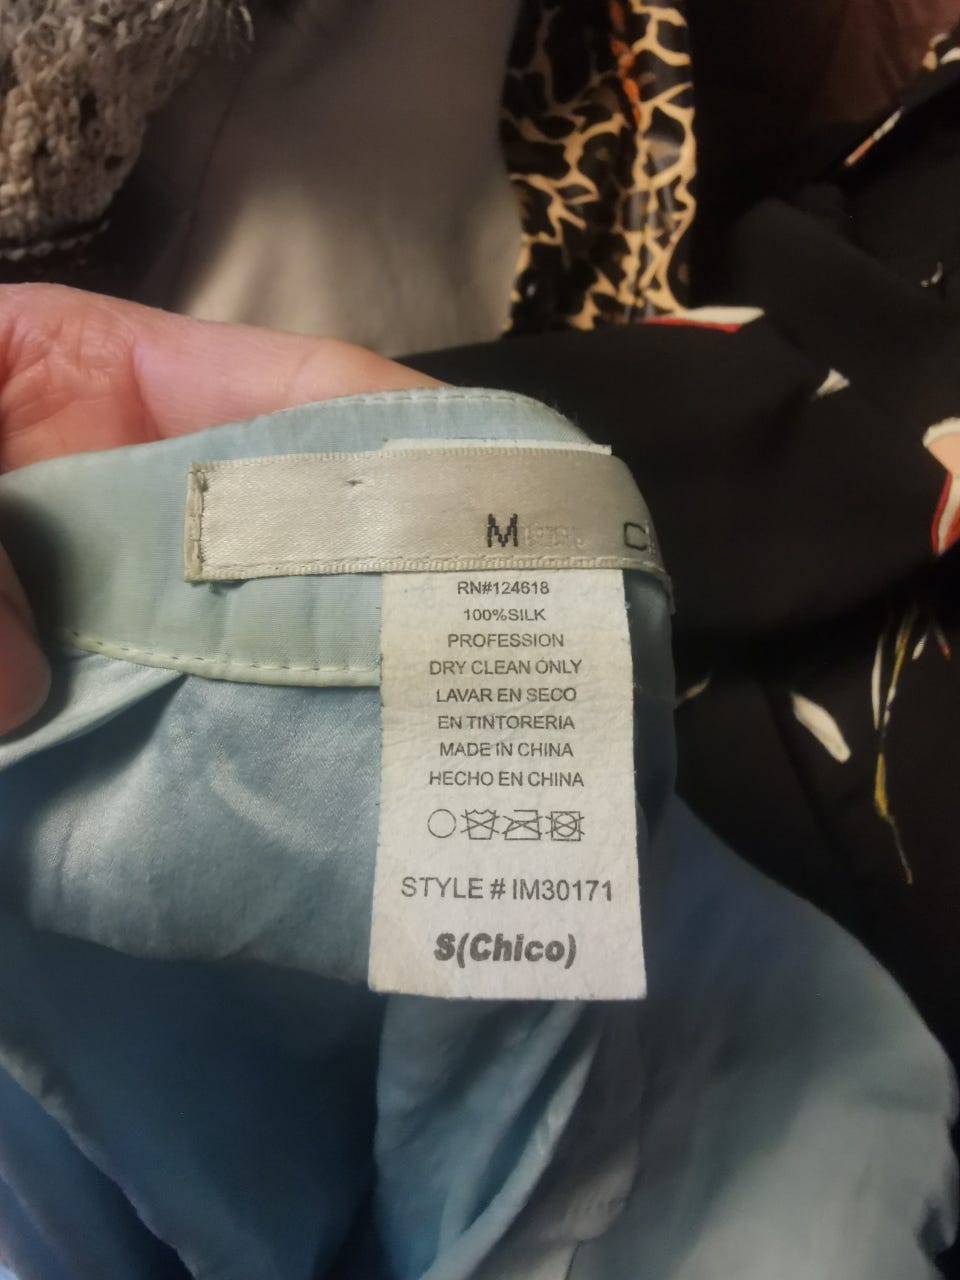 M
RN#124618
100%SILK
PROFESSION
DRY CLEAN ONLY
LAVAR EN SECO
EN TINTORERIA
MADE IN CHINA
HECHO EN CHINA
STYLE # IM30171
S(Chico)